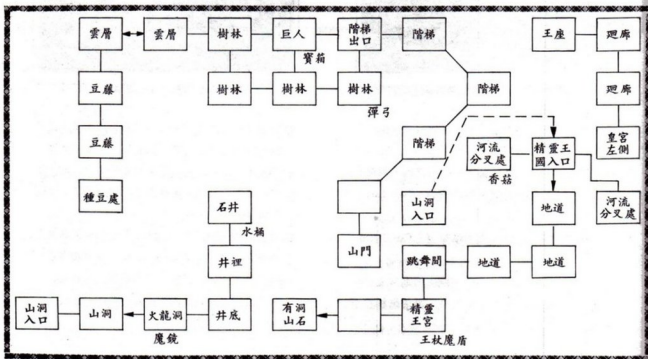 雲層
雲層
樹林
巨人
階梯
出口
階梯
王座
廻廊
寶箱
豆藤
樹林
樹林
樹林
階梯
廻廊
彈弓
豆藤
階梯
河流
分叉處
精靈王
國入口
皇宮
左側
香菇
種豆處
石井
山洞
入口
地道
河流
分叉處
水桶
山門
井裡
跳舞間
地道
地道
山洞
入口
山洞
火龍洞
井底
有洞
山石
精靈
王宮
魔鏡
王杖魔盾